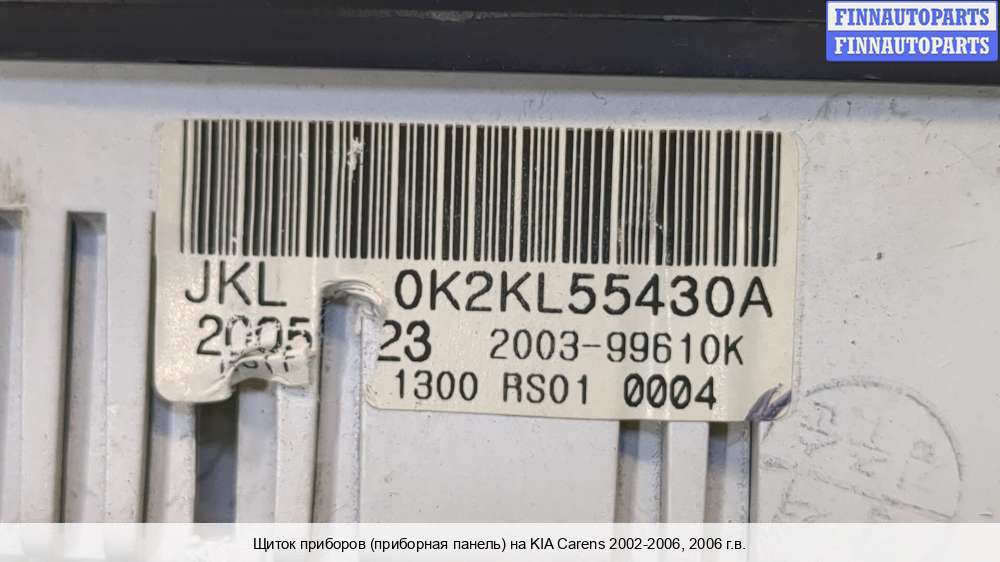 FINNAUTOPARTS
FINNAUTOPARTS
JKL 0K2KL55430A
2005 23 2003-99610K
1300 RS01 0004
Щиток приборов (приборная панель) на KIA Carens 2002-2006, 2006 г.в.